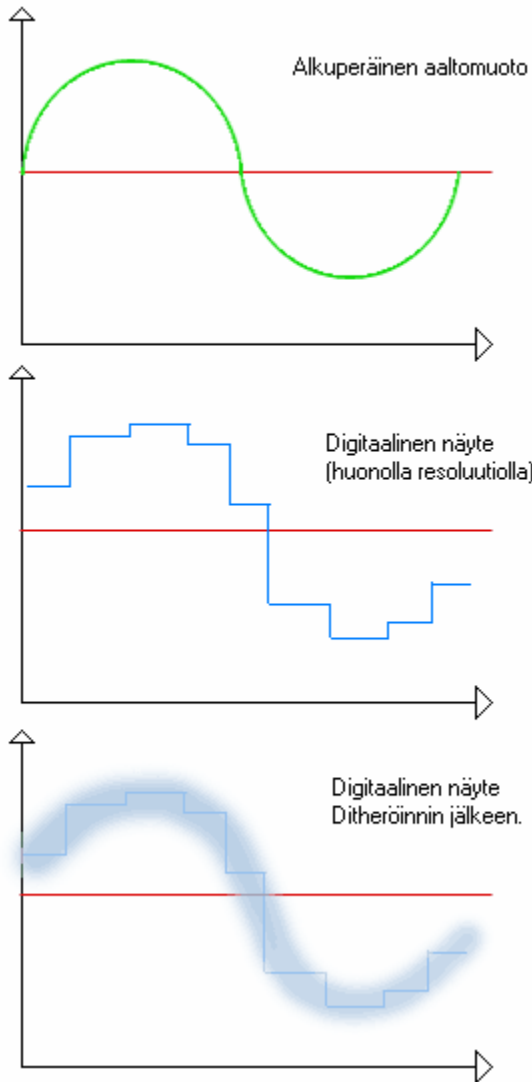 Alkuperäinen aaltomuoto
Digitaalinen näyte
(huonolla resoluutiolla)
Digitaalinen näyte
Ditheröinnin jälkeen.